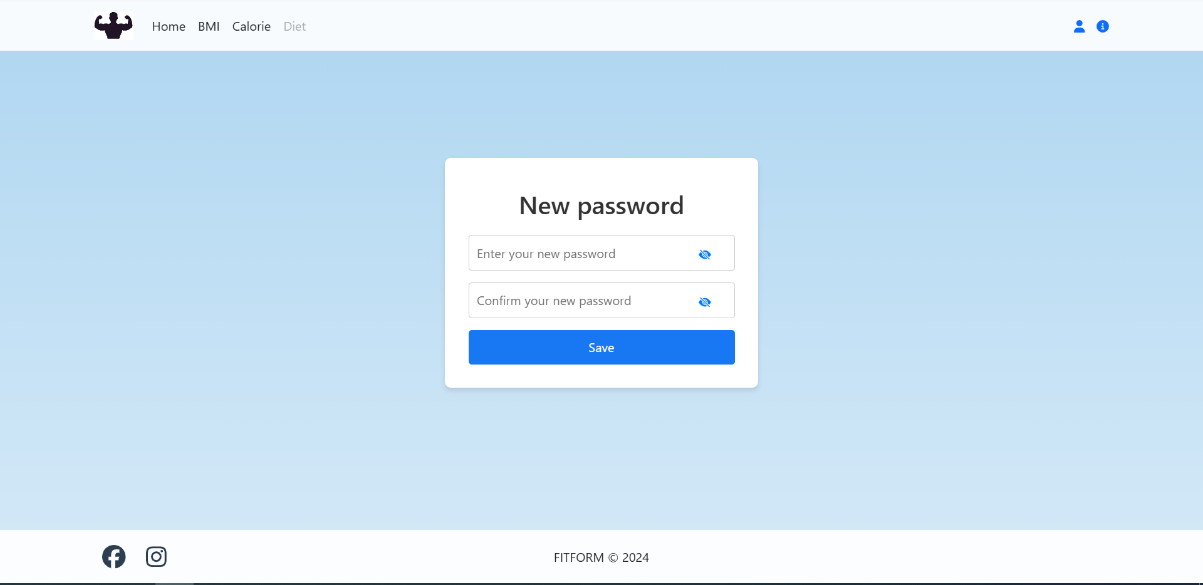 Home BMI Calorie Diet
New password
Enter your new password
Confirm your new password
Save
FITFORM © 2024